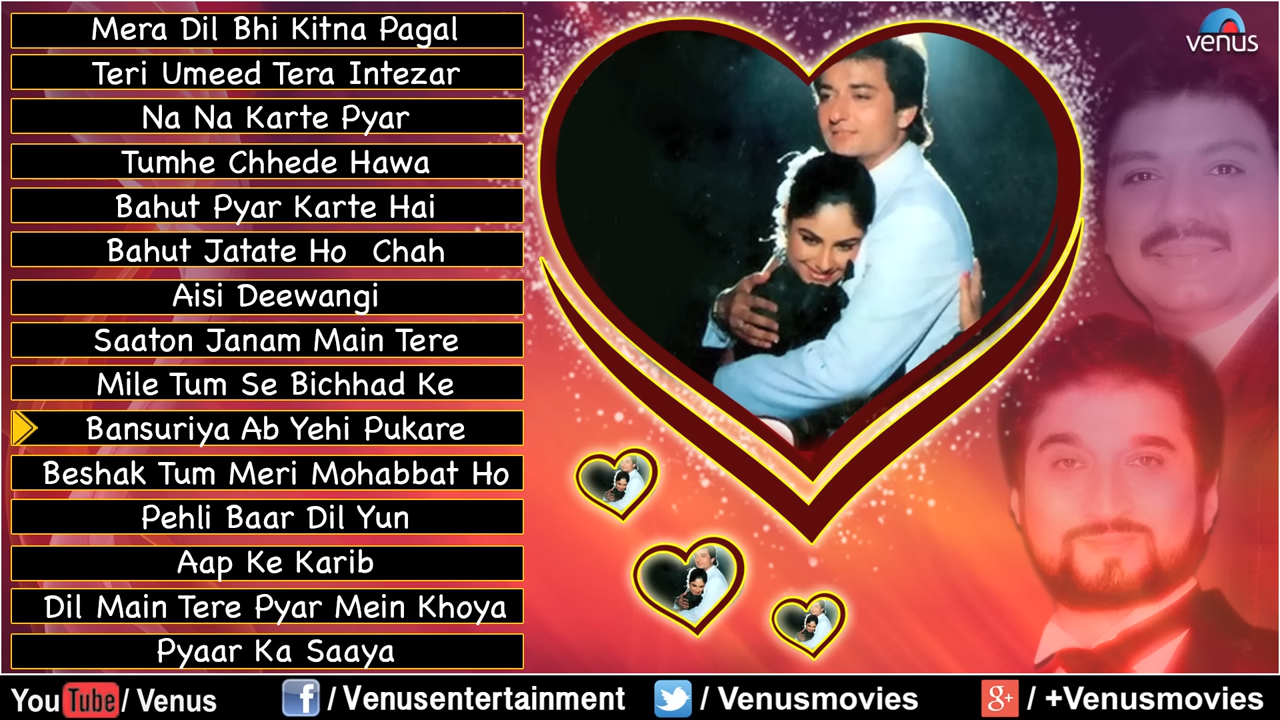 Mera Dil Bhi Kitna Pagal
Teri Umeed Tera Intezar
Na Na Karte Pyar
Tumhe Chhede Hawa
Bahut Pyar Karte Hai
Bahut Jatate Ho Chah
Aisi Deewangi
Saaton Janam Main Tere
Mile Tum Se Bichhad Ke
Bansuriya Ab Yehi Pukare
Beshak Tum Meri Mohabbat Ho
Pehli Baar Dil Yun
Aap Ke Karib
Dil Main Tere Pyar Mein Khoya
Pyaar Ka Saaya
venus
You Tube / Venus
f / Venusentertainment
/ Venusmovies
g+ / +Venusmovies